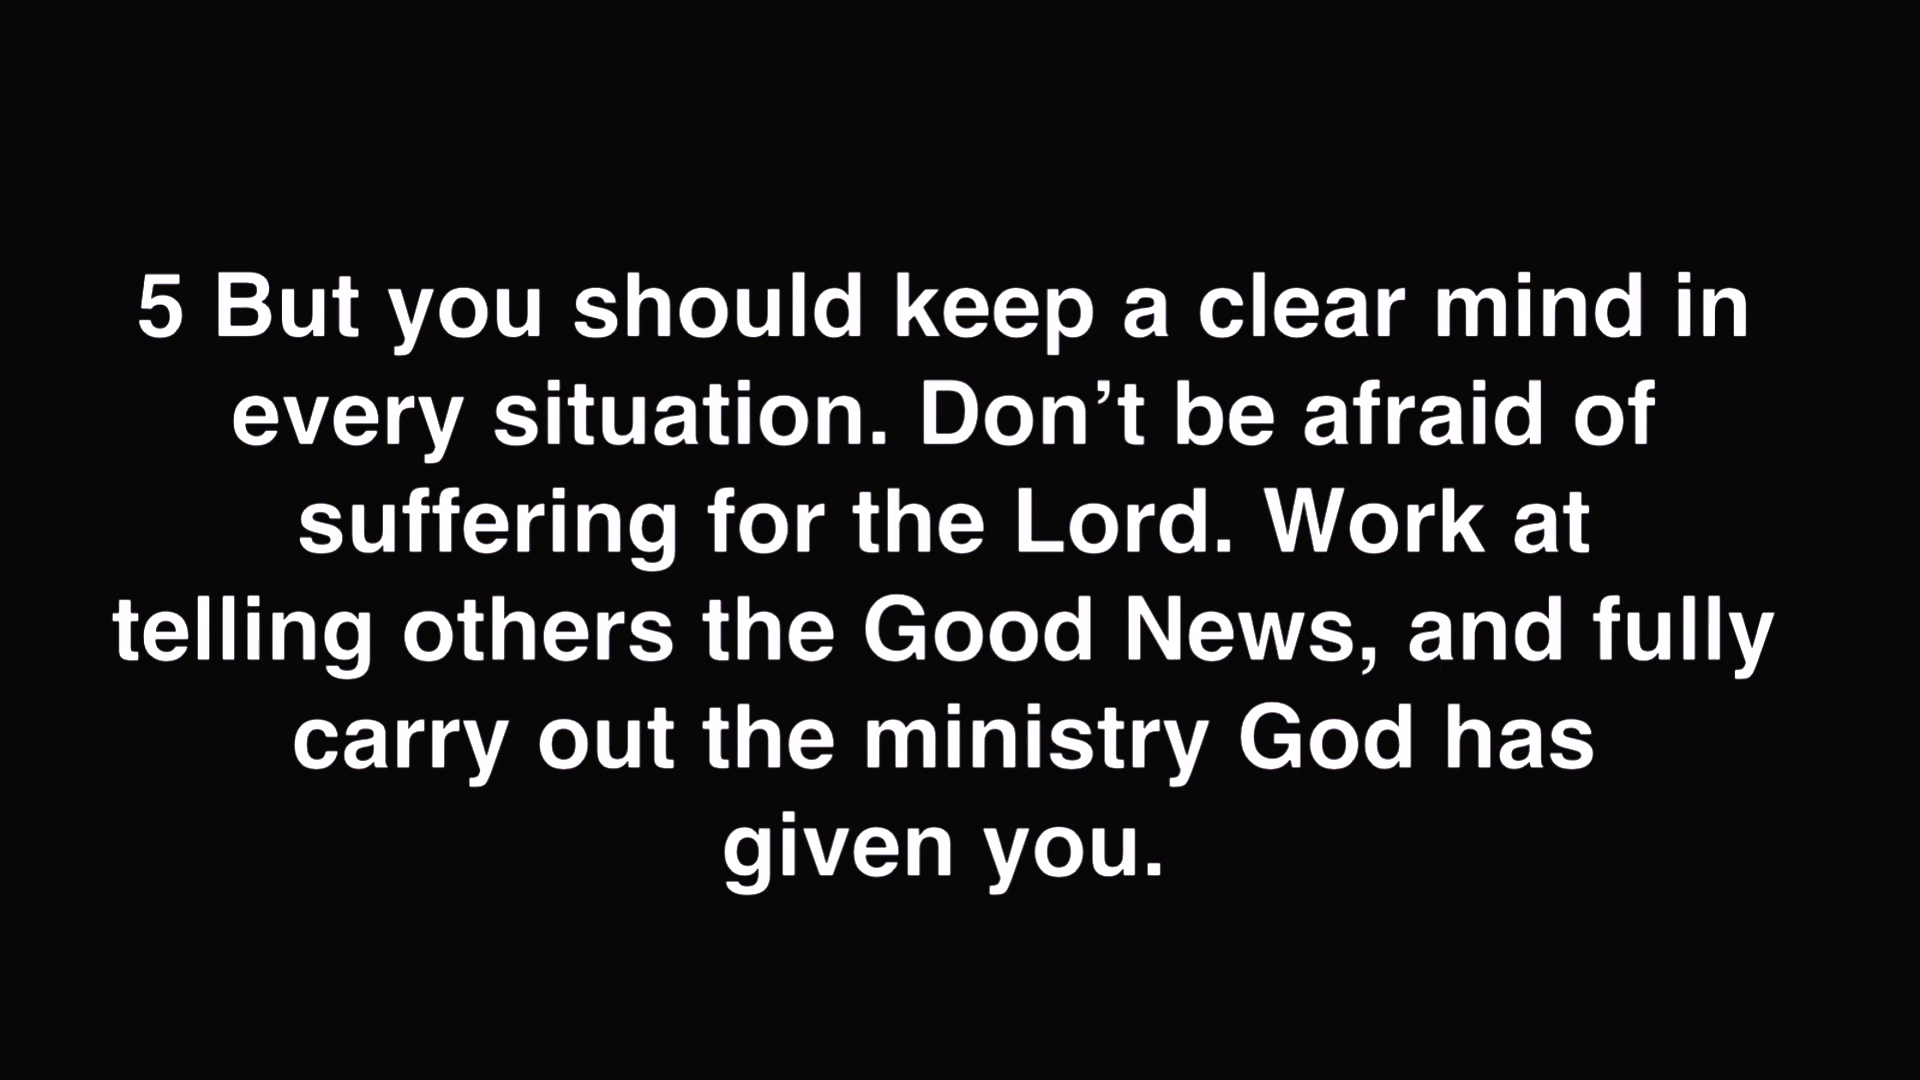 5 But you should keep a clear mind in
every situation. Don’t be afraid of
suffering for the Lord. Work at
telling others the Good News, and fully
carry out the ministry God has
given you.